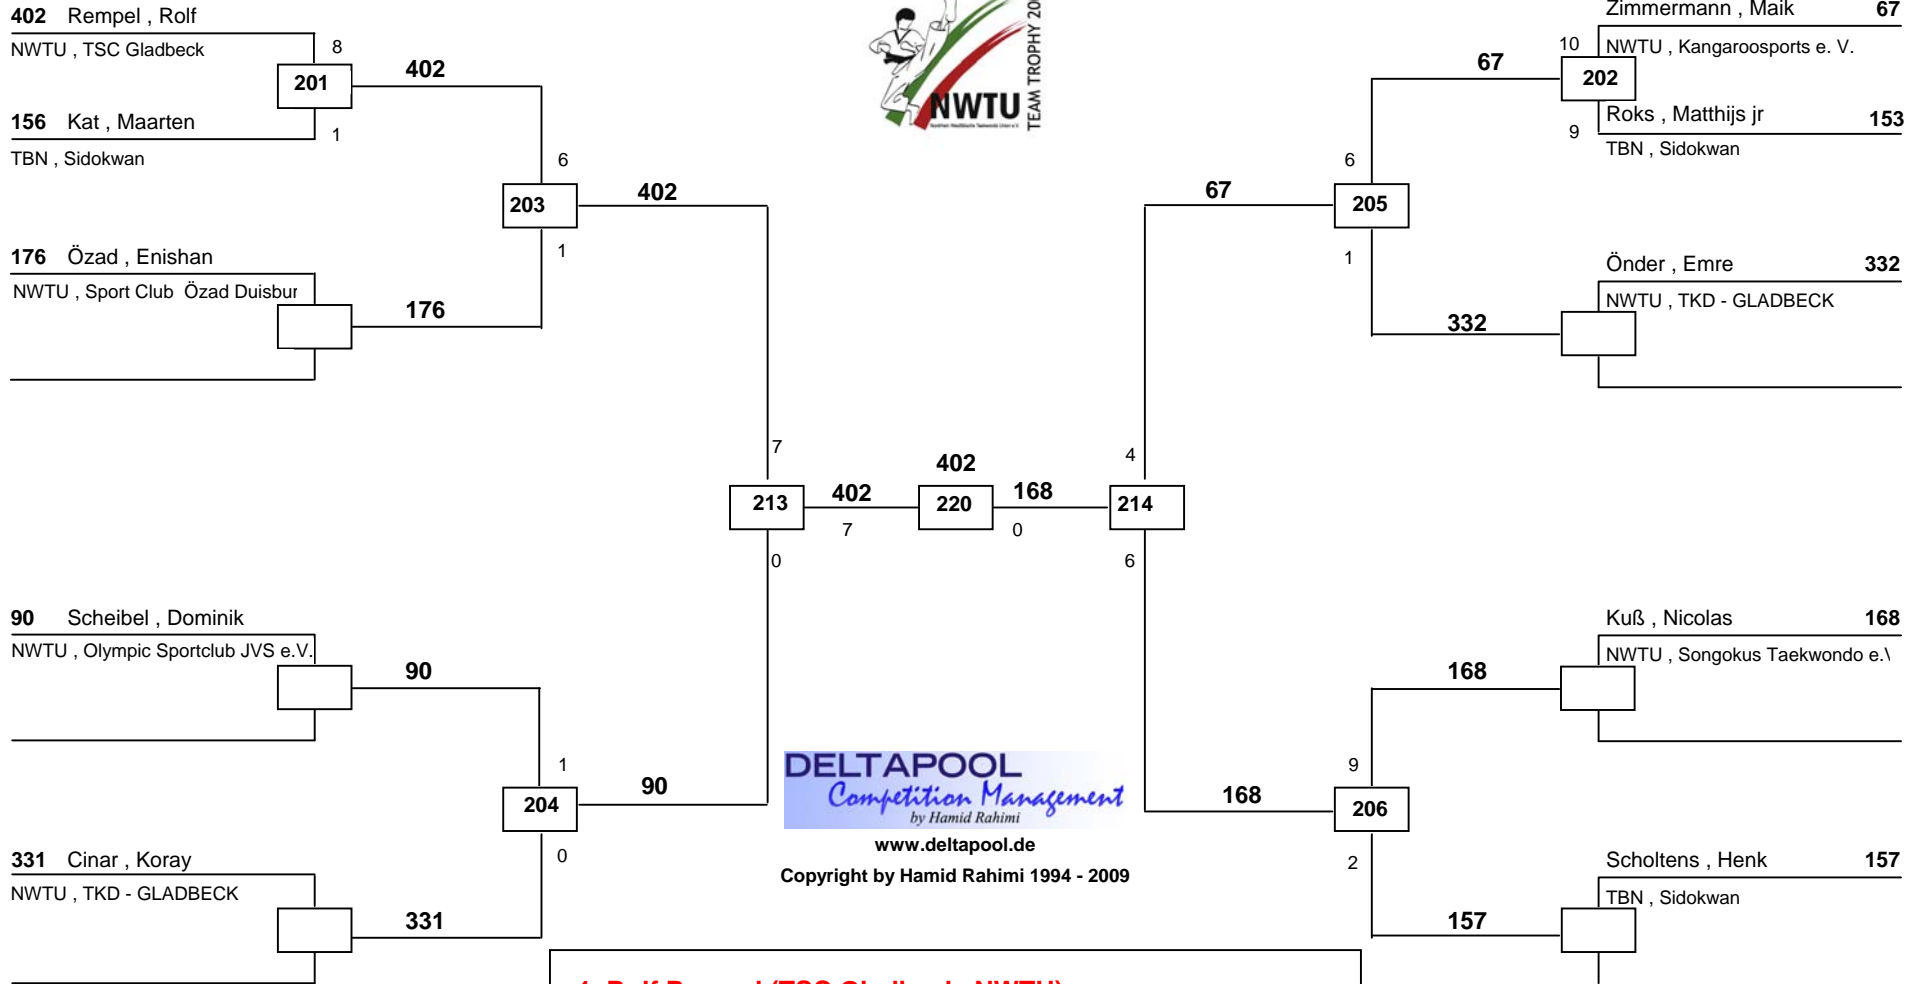 402 Rempel , Rolf
NWTU , TSC Gladbeck
8
201
402
156 Kat , Maarten
1
TBN , Sidokwan
6
203
402
1
176 Özad , Enishan
NWTU , Sport Club Özad Duisbur
176
7
213
402
7
0
90 Scheibel , Dominik
NWTU , Olympic Sportclub JVS e.V.
90
1
204
90
0
331 Cinar , Koray
NWTU , TKD - GLADBECK
331
NWTU
TEAM TROPHY
402
220
168
0
Zimmermann , Maik 67
10
NWTU , Kangaroosports e. V.
67
202
Roks , Matthijs jr 153
9
TBN , Sidokwan
6
67
205
1
Önder , Emre 332
NWTU , TKD - GLADBECK
332
4
214
6
Kuß , Nicolas 168
NWTU , Songokus Taekwondo e.
168
9
168
206
2
Scholtens , Henk 157
TBN , Sidokwan
157
DELTAPOOL
Competition Management
by Hamid Rahimi
www.deltapool.de
Copyright by Hamid Rahimi 1994 - 2009
1. Rolf Rempel (TSC Gladbeck, NWTU)